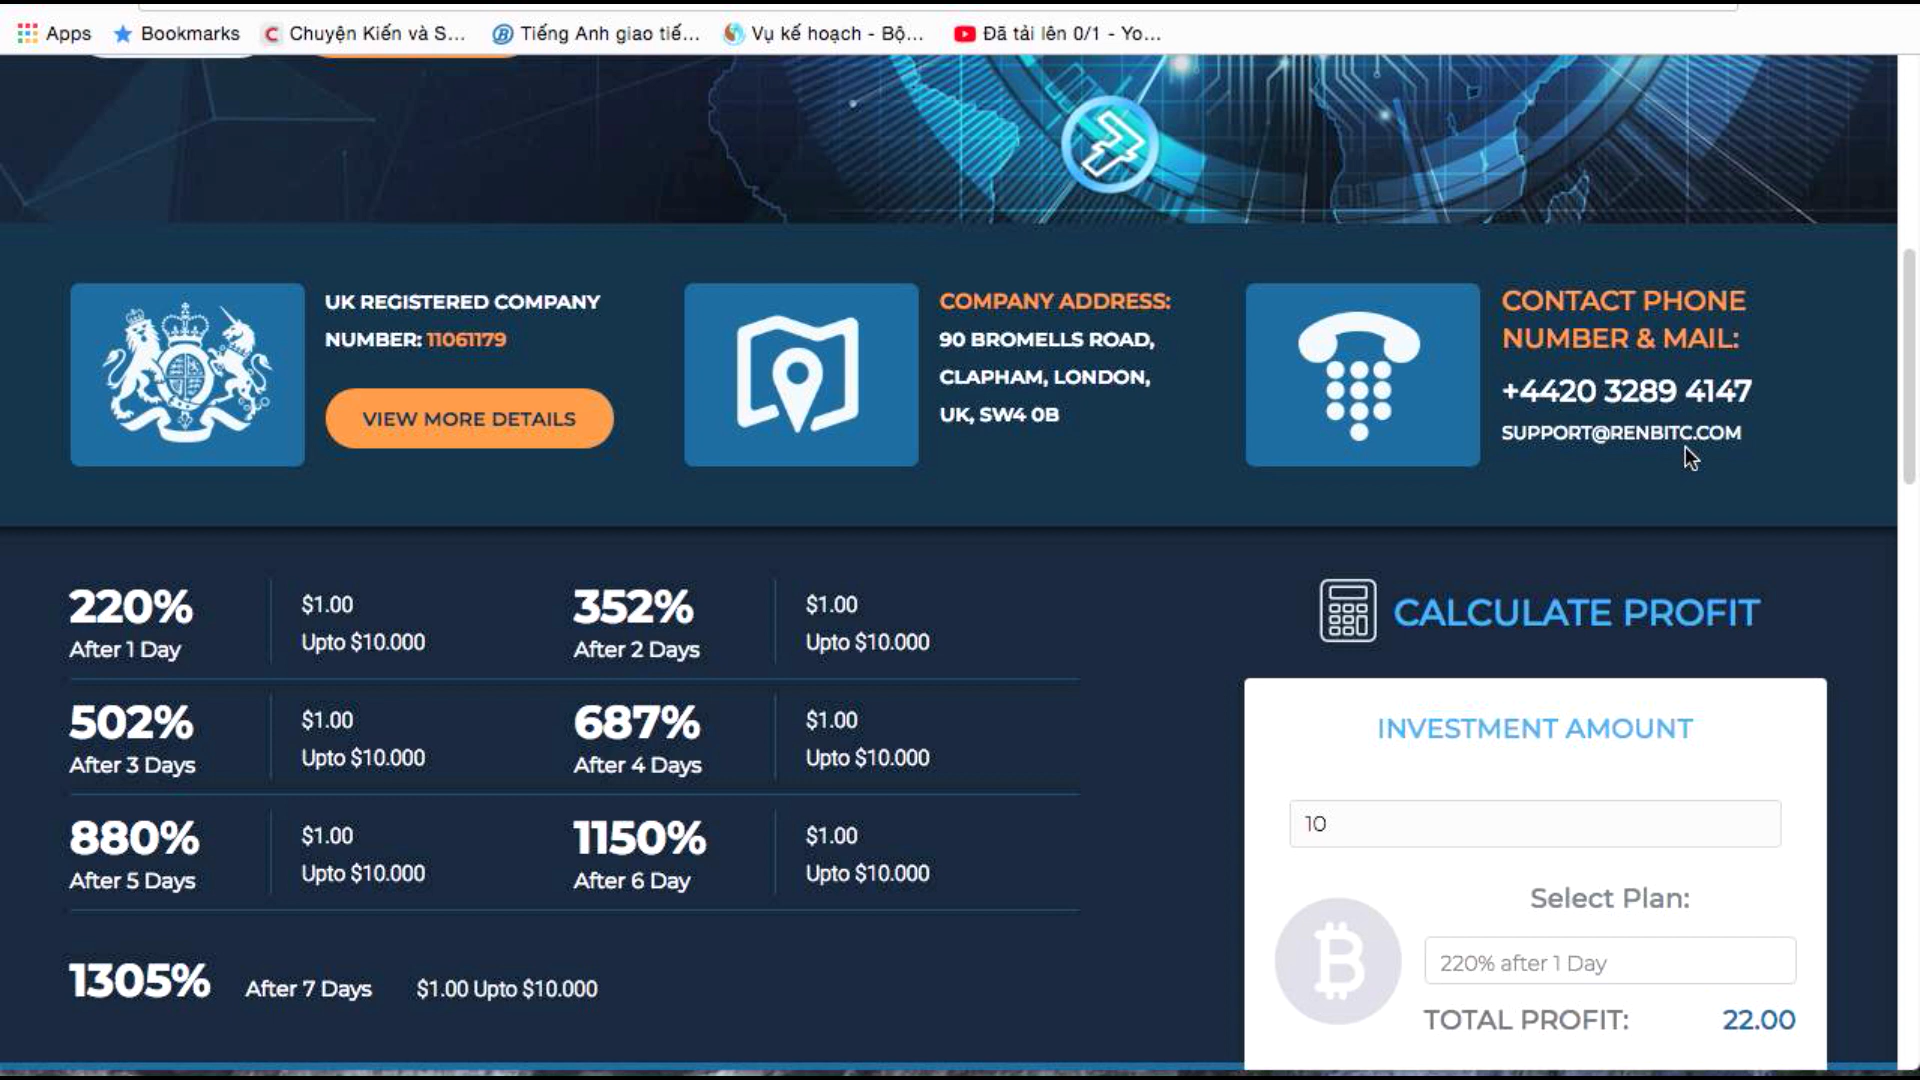 Apps Bookmarks Chuyện Kiến và S... Tiếng Anh giao tiế... Vụ kế hoạch - Bộ... Đã tải lên 0/1 - Yo...
UK REGISTERED COMPANY
NUMBER: 11061179
VIEW MORE DETAILS
COMPANY ADDRESS:
90 BROMELLS ROAD,
CLAPHAM, LONDON,
UK, SW4 0B
CONTACT PHONE
NUMBER & MAIL:
+4420 3289 4147
SUPPORT@RENBITC.COM
220%
After 1 Day
$1.00
Upto $10.000
352%
After 2 Days
$1.00
Upto $10.000
502%
After 3 Days
$1.00
Upto $10.000
687%
After 4 Days
$1.00
Upto $10.000
880%
After 5 Days
$1.00
Upto $10.000
1150%
After 6 Day
$1.00
Upto $10.000
1305% After 7 Days $1.00 Upto $10.000
CALCULATE PROFIT
INVESTMENT AMOUNT
10
Select Plan:
220% after 1 Day
TOTAL PROFIT: 22.00